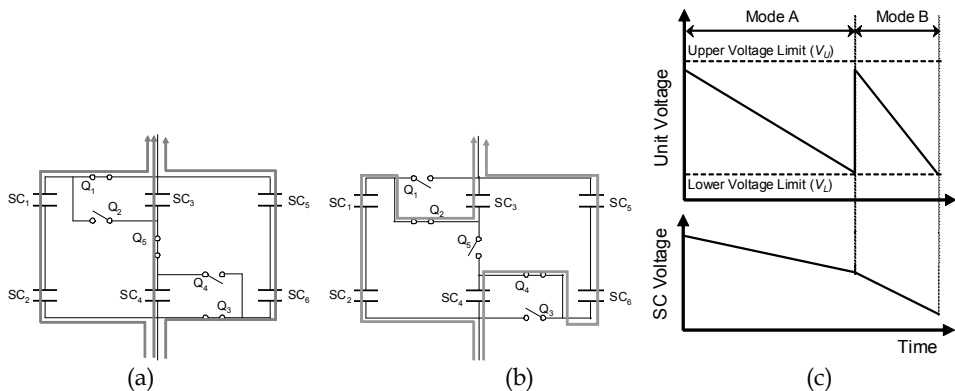 SC1
Q1
Q2
SC3
SC5
Q5
Q4
SC2
SC4
Q3
SC6
(a)
SC1
Q1
Q2
SC3
SC5
Q5
SC2
SC4
Q4
Q3
SC6
(b)
Mode A
Mode B
Upper Voltage Limit (VU)
Unit Voltage
Lower Voltage Limit (VL)
SC Voltage
Time
(c)